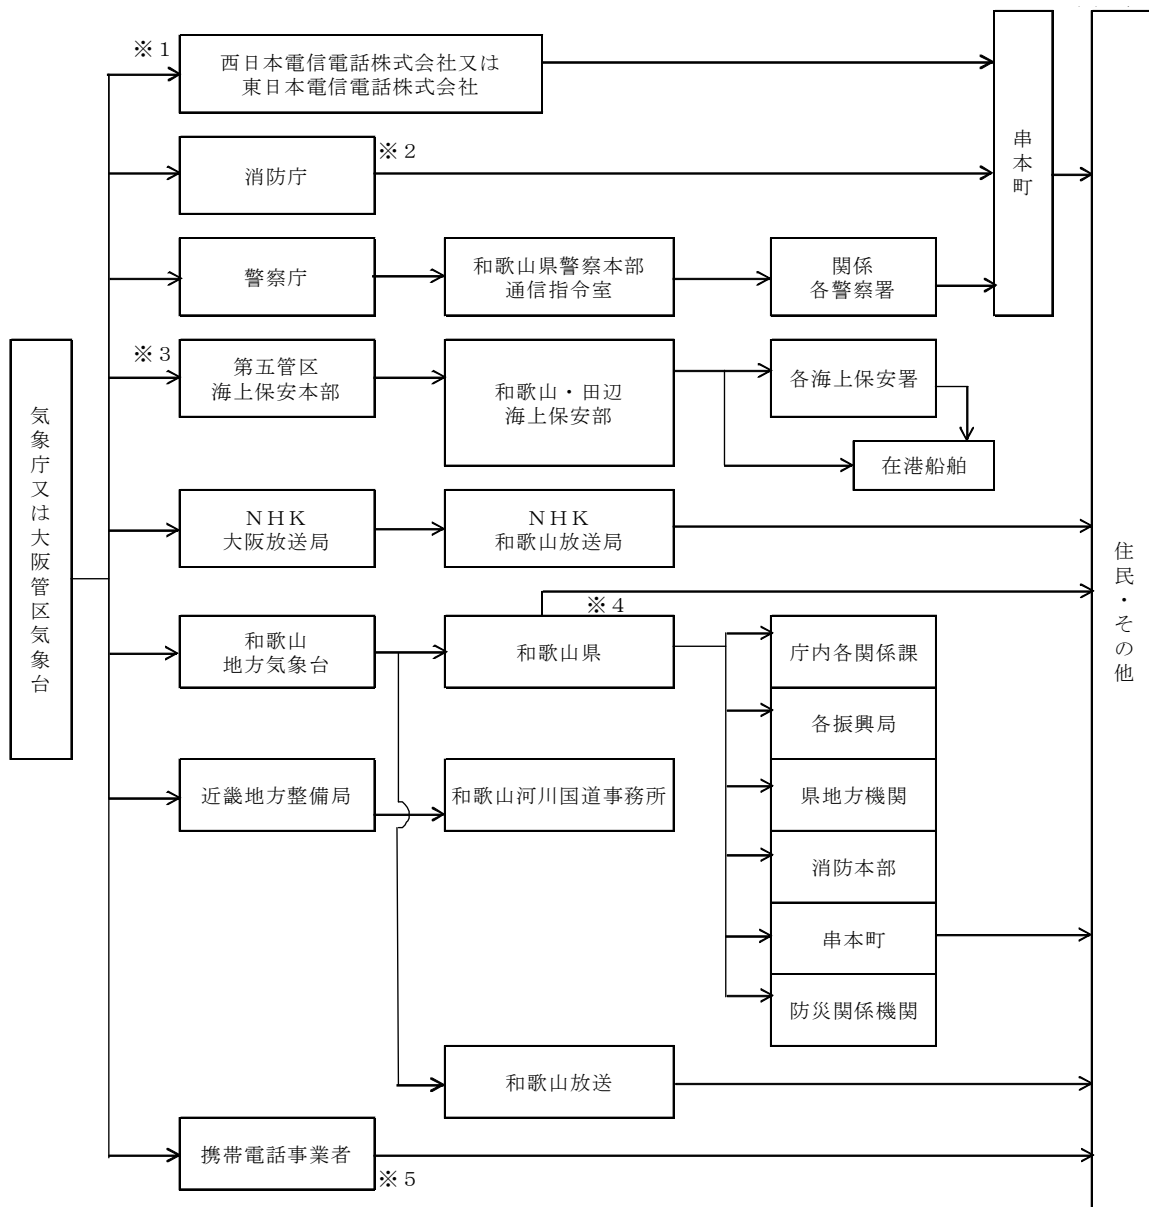 ※１
西日本電信電話株式会社又は
東日本電信電話株式会社
消防庁
※２
串本町
警察庁
和歌山県警察本部
通信指令室
関係
各警察署
気象庁又は大阪管区気象台
※３
第五管区
海上保安本部
和歌山・田辺
海上保安部
各海上保安署
在港船舶
ＮＨＫ
大阪放送局
ＮＨＫ
和歌山放送局
住民・その他
和歌山
地方気象台
※４
和歌山県
庁内各関係課
各振興局
近畿地方整備局
和歌山河川国道事務所
県地方機関
消防本部
串本町
防災関係機関
和歌山放送
携帯電話事業者
※５